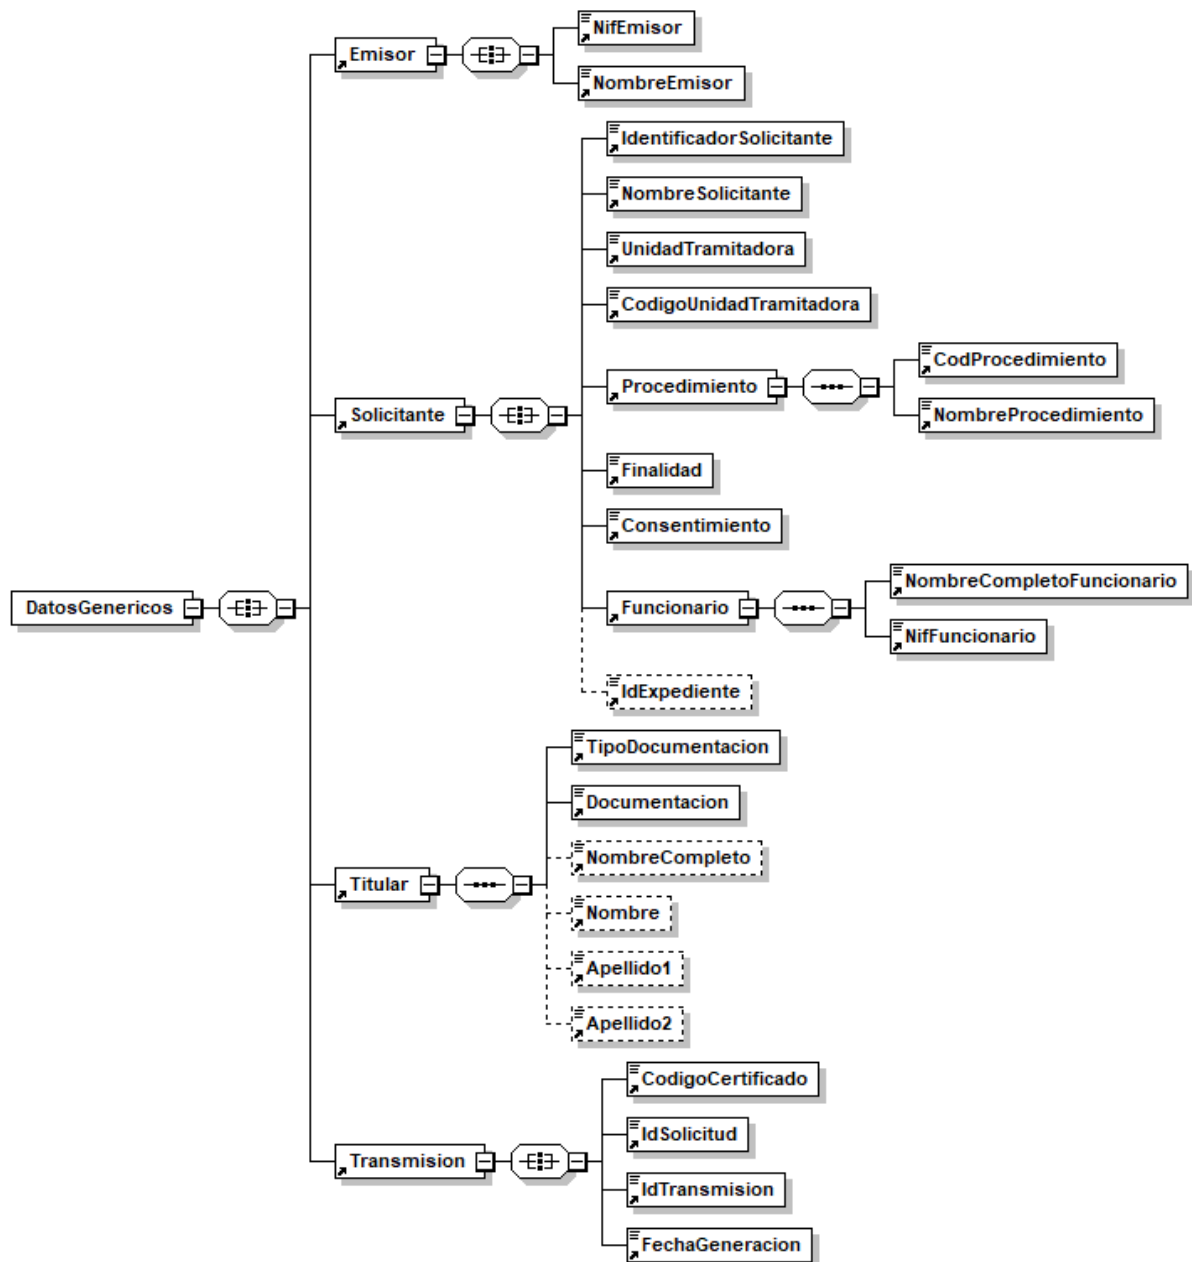 Emisor
NifEmisor
NombreEmisor
IdentificadorSolicitante
NombreSolicitante
UnidadTramitadora
CodigoUnidadTramitadora
Procedimiento
CodProcedimiento
NombreProcedimiento
Solicitante
Finalidad
Consentimiento
DatosGenericos
Funcionario
NombreCompletoFuncionario
NifFuncionario
IdExpediente
TipoDocumentacion
Documentacion
NombreCompleto
Titular
Nombre
Apellido1
Apellido2
CodigoCertificado
IdSolicitud
Transmision
IdTransmision
FechaGeneracion